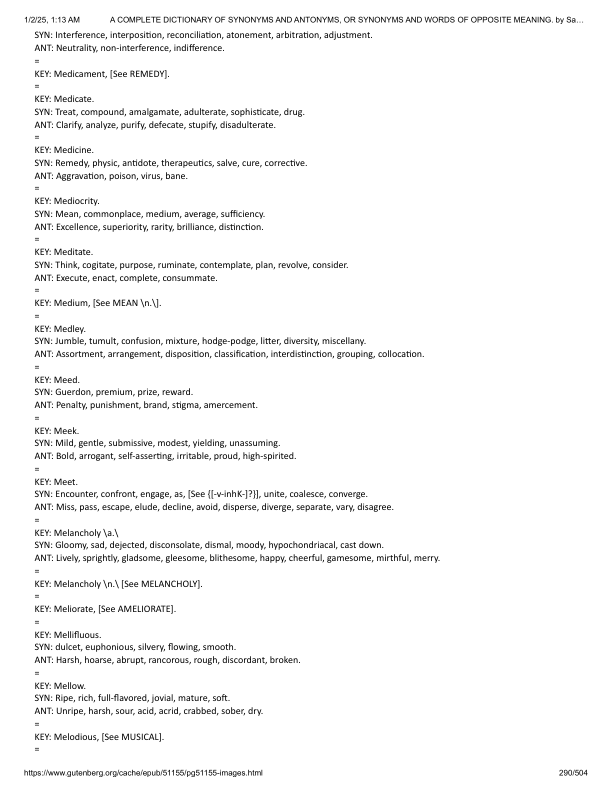 1/2/25, 1:13 AM A COMPLETE DICTIONARY OF SYNONYMS AND ANTONYMS, OR SYNONYMS AND WORDS OF OPPOSITE MEANING. by Sa…
SYN: Interference, interposition, reconciliation, atonement, arbitration, adjustment.
ANT: Neutrality, non-interference, indifference.
=
KEY: Medicament, [See REMEDY].
=
KEY: Medicate.
SYN: Treat, compound, amalgamate, adulterate, sophisticate, drug.
ANT: Clarify, analyze, purify, defecate, stupify, disadulterate.
=
KEY: Medicine.
SYN: Remedy, physic, antidote, therapeutics, salve, cure, corrective.
ANT: Aggravation, poison, virus, bane.
=
KEY: Mediocrity.
SYN: Mean, commonplace, medium, average, sufficiency.
ANT: Excellence, superiority, rarity, brilliance, distinction.
=
KEY: Meditate.
SYN: Think, cogitate, purpose, ruminate, contemplate, plan, revolve, consider.
ANT: Execute, enact, complete, consummate.
=
KEY: Medium, [See MEAN \n.\].
=
KEY: Medley.
SYN: Jumble, tumult, confusion, mixture, hodge-podge, litter, diversity, miscellany.
ANT: Assortment, arrangement, disposition, classification, interdistinction, grouping, collocation.
=
KEY: Meed.
SYN: Guerdon, premium, prize, reward.
ANT: Penalty, punishment, brand, stigma, amercement.
=
KEY: Meek.
SYN: Mild, gentle, submissive, modest, yielding, unassuming.
ANT: Bold, arrogant, self-asserting, irritable, proud, high-spirited.
=
KEY: Meet.
SYN: Encounter, confront, engage, as, [See {[-v-inhK-]?}], unite, coalesce, converge.
ANT: Miss, pass, escape, elude, decline, avoid, disperse, diverge, separate, vary, disagree.
=
KEY: Melancholy \a.\
SYN: Gloomy, sad, dejected, disconsolate, dismal, moody, hypochondriacal, cast down.
ANT: Lively, sprightly, gladsome, gleesome, blithesome, happy, cheerful, gamesome, mirthful, merry.
=
KEY: Melancholy \n.\ [See MELANCHOLY].
=
KEY: Meliorate, [See AMELIORATE].
=
KEY: Mellifluous.
SYN: dulcet, euphonious, silvery, flowing, smooth.
ANT: Harsh, hoarse, abrupt, rancorous, rough, discordant, broken.
=
KEY: Mellow.
SYN: Ripe, rich, full-flavored, jovial, mature, soft.
ANT: Unripe, harsh, sour, acid, acrid, crabbed, sober, dry.
=
KEY: Melodious, [See MUSICAL].
=
https://www.gutenberg.org/cache/epub/51155/pg51155-images.html 290/504